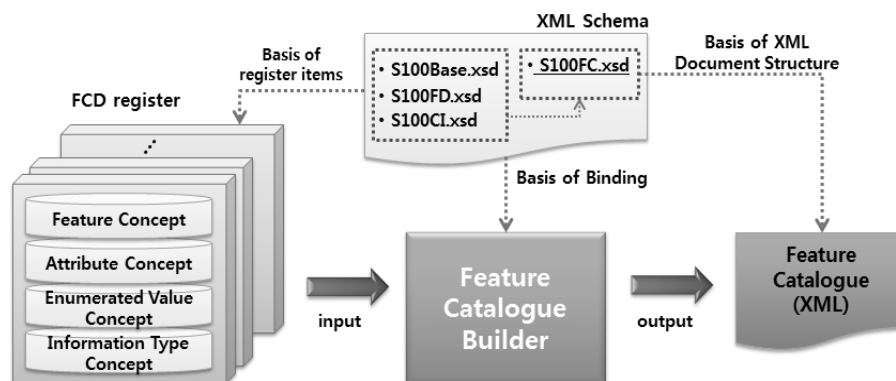 XML Schema
Basis of
register items
• S100Base.xsd
• S100FD.xsd
• S100CI.xsd
• S100FC.xsd
Basis of XML
Document Structure
FCD register
Basis of Binding
Feature Concept
Attribute Concept
Enumerated Value
Concept
Information Type
Concept
input
Feature
Catalogue
Builder
output
Feature
Catalogue
(XML)